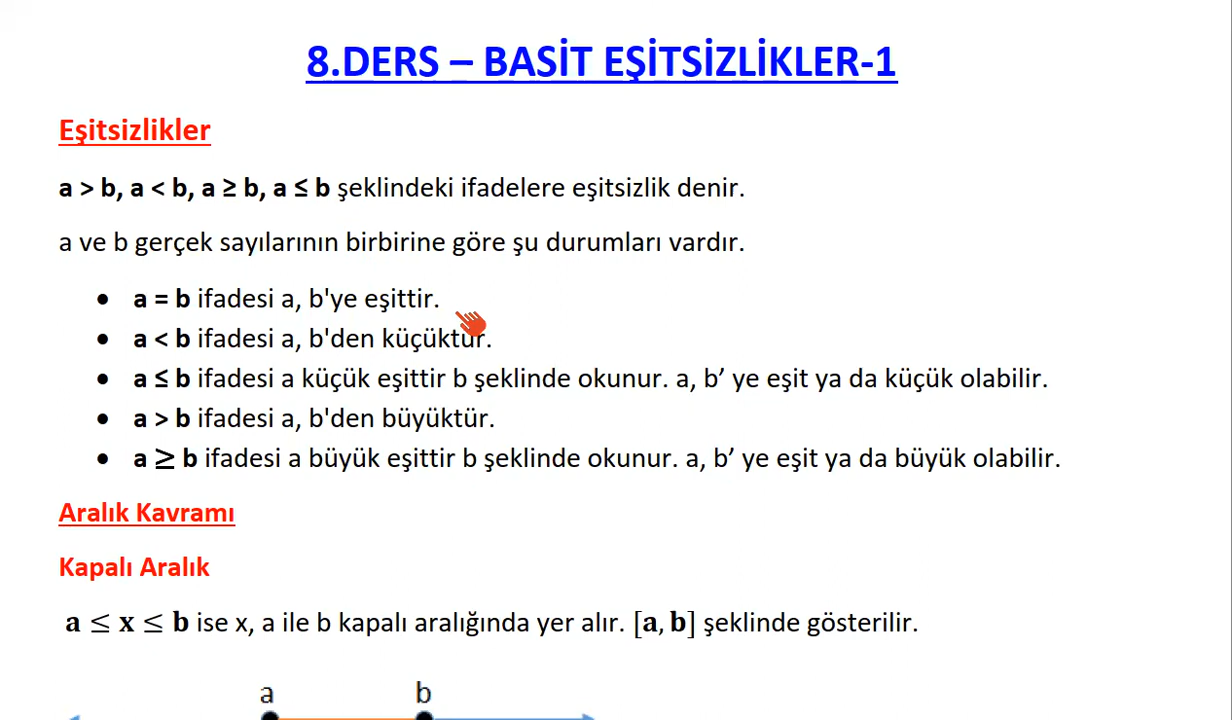 8.DERS – BASİT EŞİTSİZLİKLER-1
Eşitsizlikler
a > b, a < b, a ≥ b, a ≤ b şeklindeki ifadelere eşitsizlik denir.
a ve b gerçek sayılarının birbirine göre şu durumları vardır.
• a = b ifadesi a, b'ye eşittir.
• a < b ifadesi a, b'den küçüktür.
• a ≤ b ifadesi a küçük eşittir b şeklinde okunur. a, b’ ye eşit ya da küçük olabilir.
• a > b ifadesi a, b'den büyüktür.
• a ≥ b ifadesi a büyük eşittir b şeklinde okunur. a, b’ ye eşit ya da büyük olabilir.
Aralık Kavramı
Kapalı Aralık
a ≤ x ≤ b ise x, a ile b kapalı aralığında yer alır. [a, b] şeklinde gösterilir.
a b